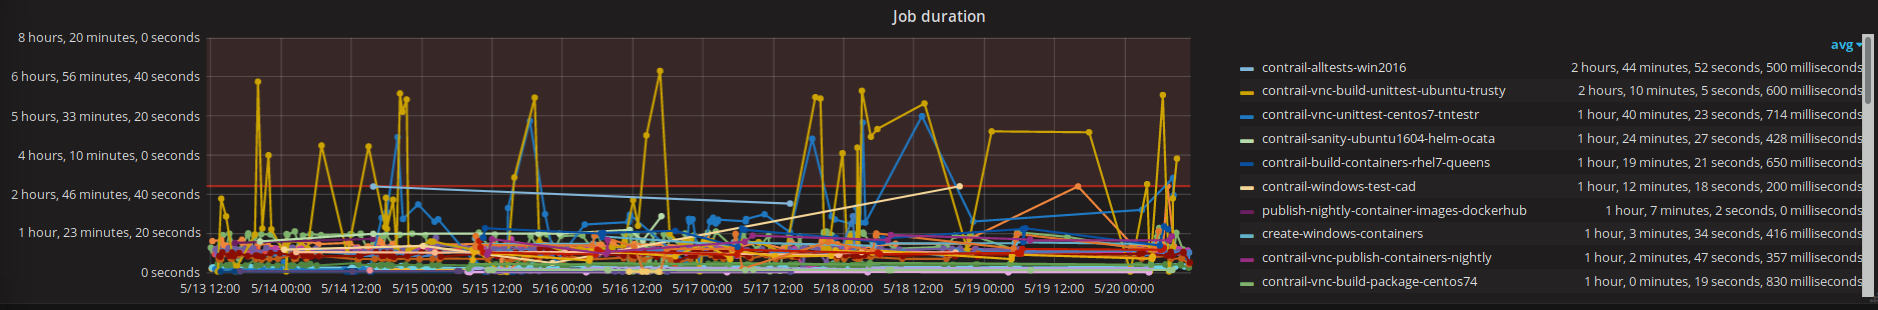 Job duration
8 hours, 20 minutes, 0 seconds
6 hours, 56 minutes, 40 seconds
5 hours, 33 minutes, 20 seconds
4 hours, 10 minutes, 0 seconds
2 hours, 46 minutes, 40 seconds
1 hour, 23 minutes, 20 seconds
0 seconds
5/13 12:00 5/14 00:00 5/14 12:00 5/15 00:00 5/15 12:00 5/16 00:00 5/16 12:00 5/17 00:00 5/17 12:00 5/18 00:00 5/18 12:00 5/19 00:00 5/19 12:00 5/20 00:00
avg
contrail-alltests-win2016 2 hours, 44 minutes, 52 seconds, 500 milliseconds
contrail-vnc-build-unittest-ubuntu-trusty 2 hours, 10 minutes, 5 seconds, 600 milliseconds
contrail-vnc-unittest-centos7-tntestr 1 hour, 40 minutes, 23 seconds, 714 milliseconds
contrail-sanity-ubuntu1604-helm-ocata 1 hour, 24 minutes, 27 seconds, 428 milliseconds
contrail-build-containers-rhel7-queens 1 hour, 19 minutes, 21 seconds, 650 milliseconds
contrail-windows-test-cad 1 hour, 12 minutes, 18 seconds, 200 milliseconds
publish-nightly-container-images-dockerhub 1 hour, 7 minutes, 2 seconds, 0 milliseconds
create-windows-containers 1 hour, 3 minutes, 34 seconds, 416 milliseconds
contrail-vnc-publish-containers-nightly 1 hour, 2 minutes, 47 seconds, 357 milliseconds
contrail-vnc-build-package-centos74 1 hour, 0 minutes, 19 seconds, 830 milliseconds